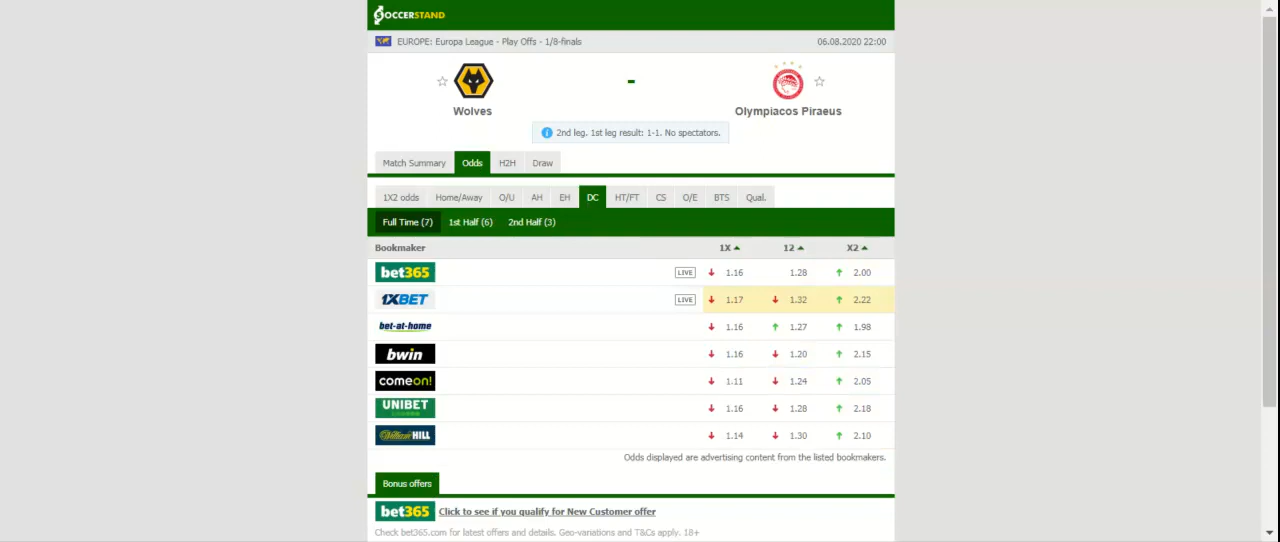 SOCCERSTAND
EUROPE: Europa League - Play Offs - 1/8-finals 06.08.2020 22:00
-
Wolves Olympiacos Piraeus
2nd leg. 1st leg result: 1-1. No spectators.
Match Summary Odds H2H Draw
1X2 odds Home/Away O/U AH EH DC HT/FT CS O/E BTS Qual.
Full Time (7) 1st Half (6) 2nd Half (3)
Bookmaker 1X 12 X2
bet365 LIVE 1.16 1.28 2.00
1XBET LIVE 1.17 1.32 2.22
bet-at-home 1.16 1.27 1.98
bwin 1.16 1.20 2.15
comeon! 1.11 1.24 2.05
UNIBET 1.16 1.28 2.18
William HILL 1.14 1.30 2.10
Odds displayed are advertising content from the listed bookmakers.
Bonus offers
bet365 Click to see if you qualify for New Customer offer
Check bet365.com for latest offers and details. Geo-variations and T&Cs apply. 18+